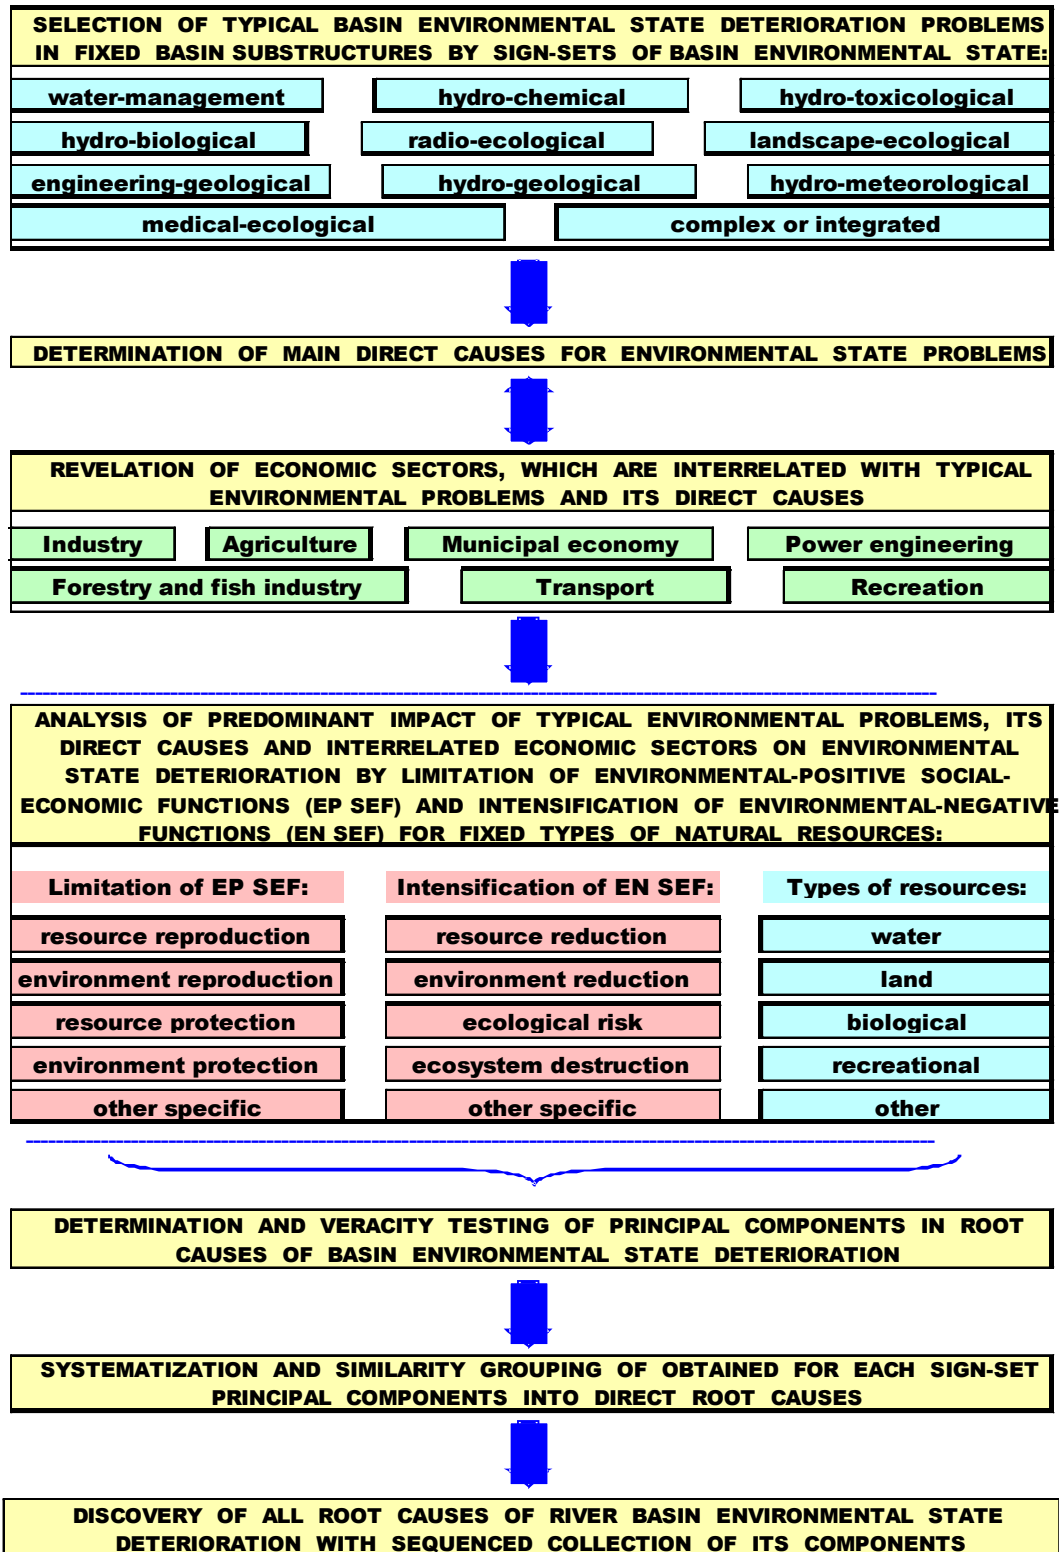 SELECTION OF TYPICAL BASIN ENVIRONMENTAL STATE DETERIORATION PROBLEMS
IN FIXED BASIN SUBSTRUCTURES BY SIGN-SETS OF BASIN ENVIRONMENTAL STATE:
water-management hydro-chemical hydro-toxicological
hydro-biological radio-ecological landscape-ecological
engineering-geological hydro-geological hydro-meteorological
medical-ecological complex or integrated
DETERMINATION OF MAIN DIRECT CAUSES FOR ENVIRONMENTAL STATE PROBLEMS
REVELATION OF ECONOMIC SECTORS, WHICH ARE INTERRELATED WITH TYPICAL
ENVIRONMENTAL PROBLEMS AND ITS DIRECT CAUSES
Industry Agriculture Municipal economy Power engineering
Forestry and fish industry Transport Recreation
ANALYSIS OF PREDOMINANT IMPACT OF TYPICAL ENVIRONMENTAL PROBLEMS, ITS
DIRECT CAUSES AND INTERRELATED ECONOMIC SECTORS ON ENVIRONMENTAL
STATE DETERIORATION BY LIMITATION OF ENVIRONMENTAL-POSITIVE SOCIAL-
ECONOMIC FUNCTIONS (EP SEF) AND INTENSIFICATION OF ENVIRONMENTAL-NEGATIVE
FUNCTIONS (EN SEF) FOR FIXED TYPES OF NATURAL RESOURCES:
Limitation of EP SEF: Intensification of EN SEF: Types of resources:
resource reproduction resource reduction water
environment reproduction environment reduction land
resource protection ecological risk biological
environment protection ecosystem destruction recreational
other specific other specific other
DETERMINATION AND VERACITY TESTING OF PRINCIPAL COMPONENTS IN ROOT
CAUSES OF BASIN ENVIRONMENTAL STATE DETERIORATION
SYSTEMATIZATION AND SIMILARITY GROUPING OF OBTAINED FOR EACH SIGN-SET
PRINCIPAL COMPONENTS INTO DIRECT ROOT CAUSES
DISCOVERY OF ALL ROOT CAUSES OF RIVER BASIN ENVIRONMENTAL STATE
DETERIORATION WITH SEQUENCED COLLECTION OF ITS COMPONENTS